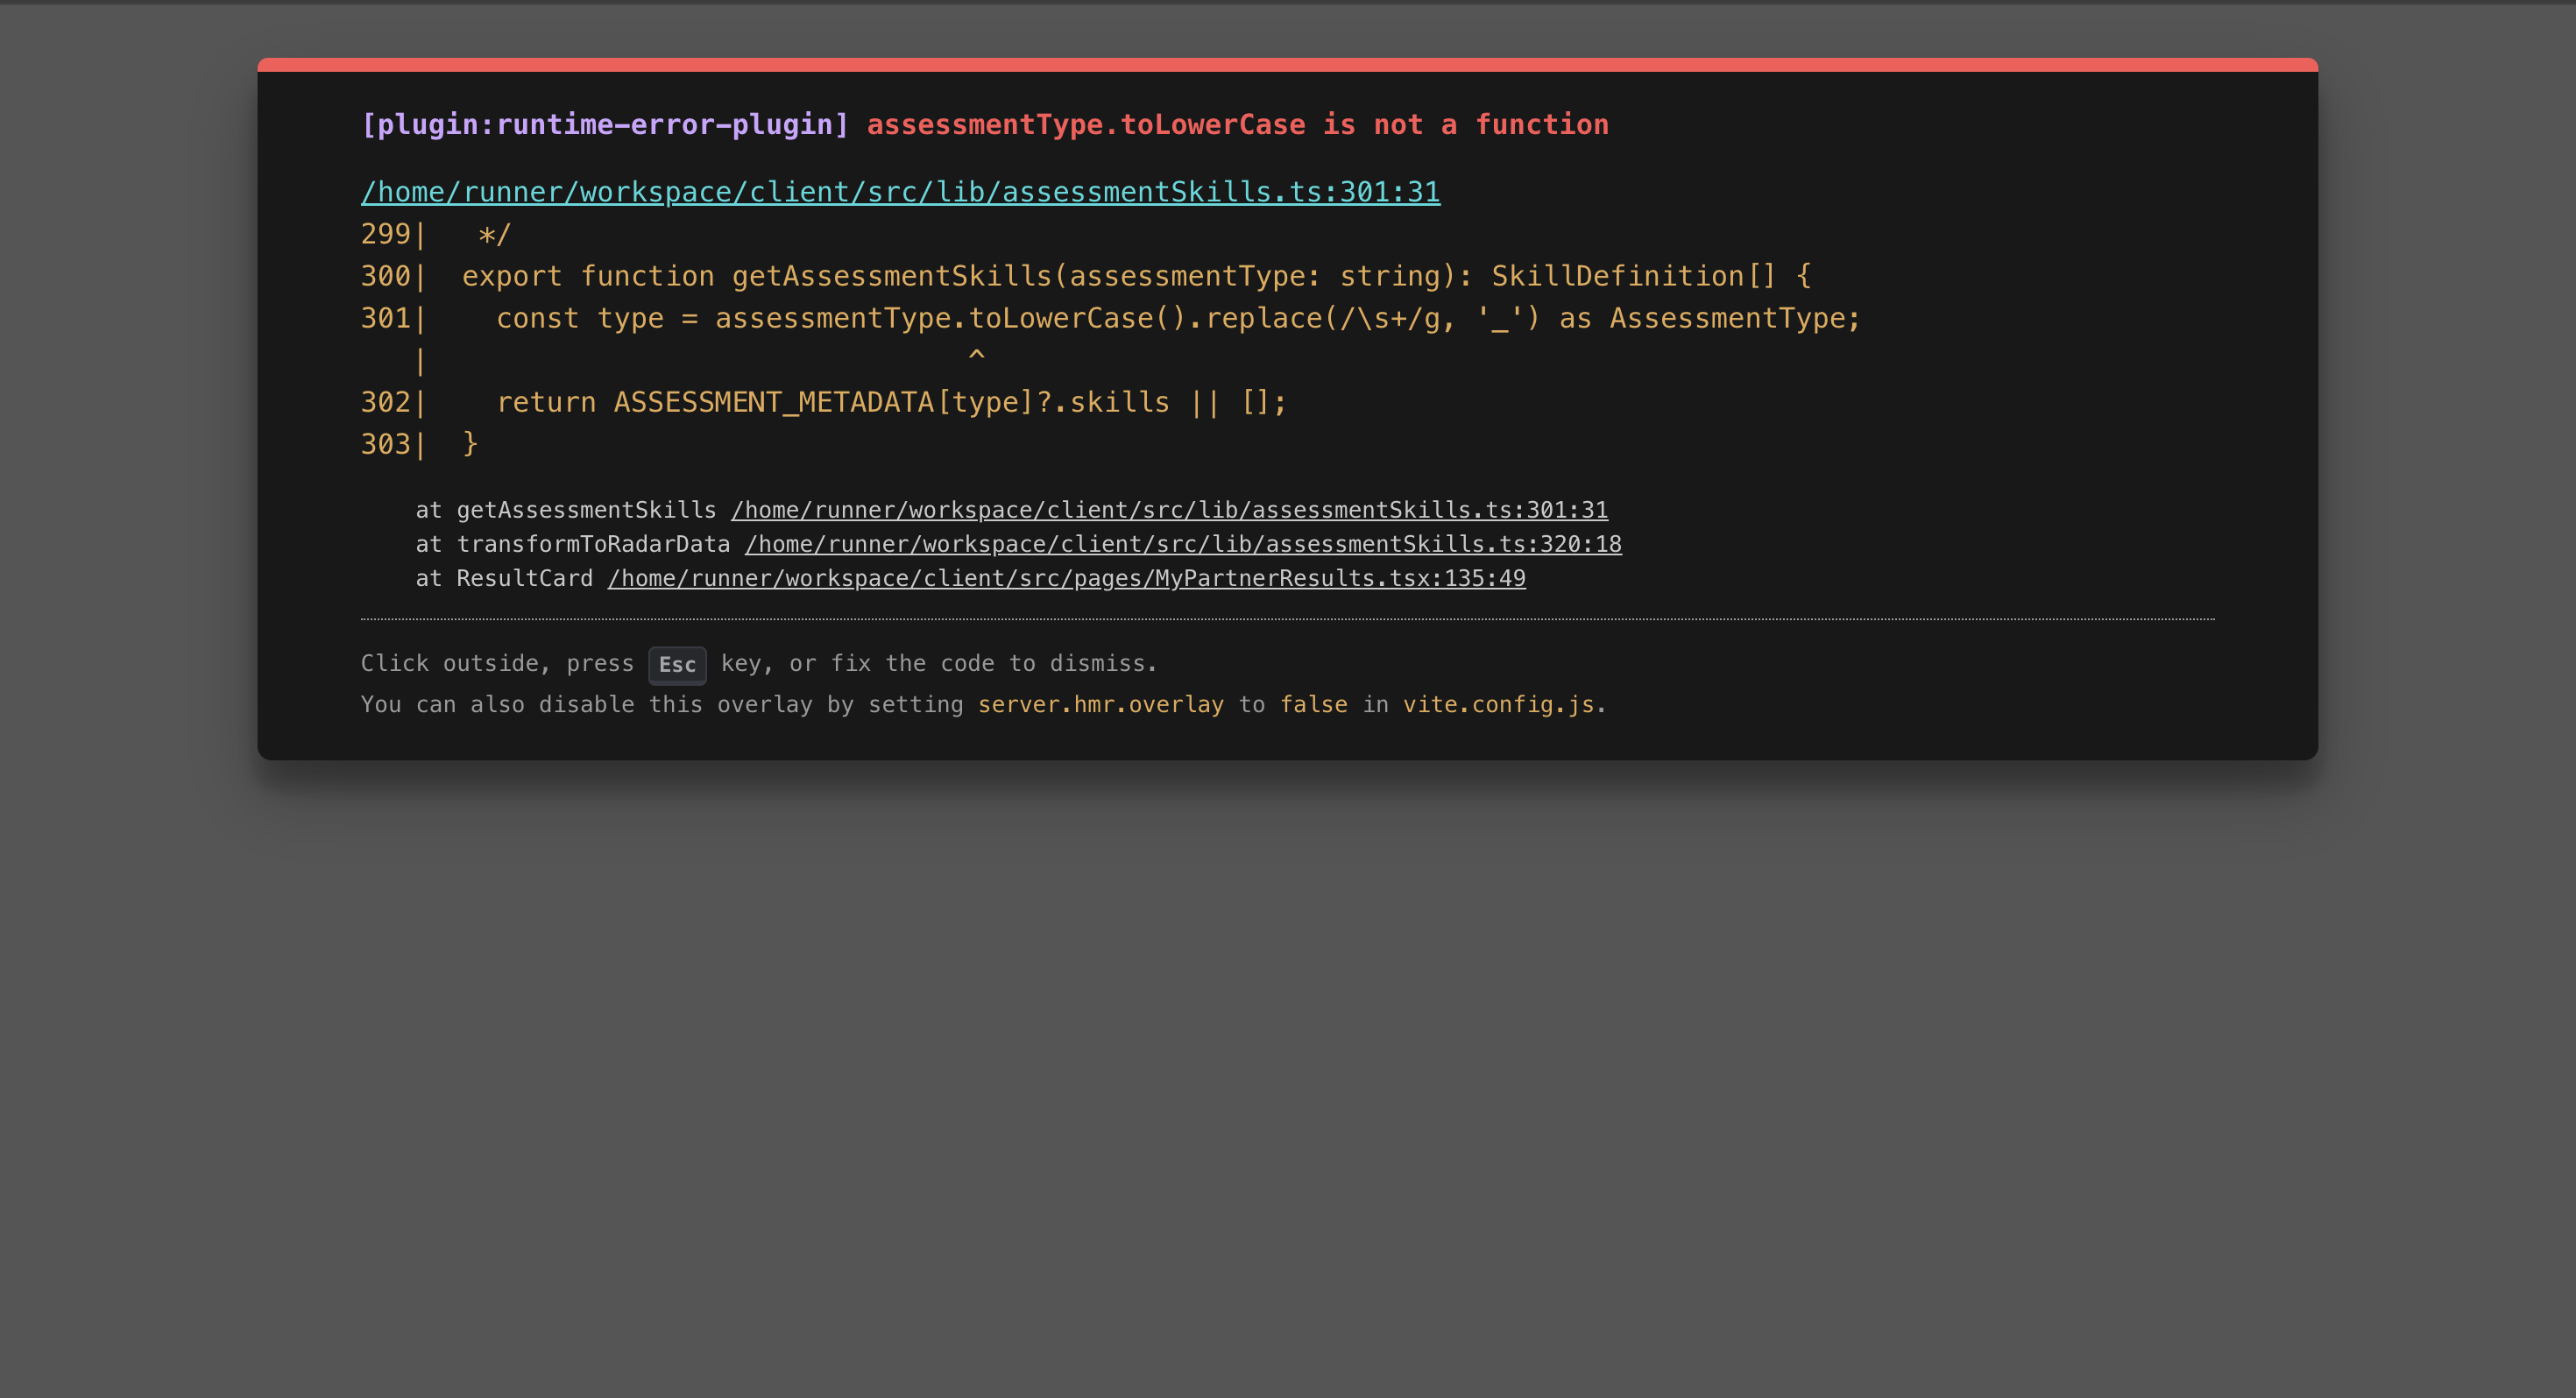 [plugin:runtime-error-plugin] assessmentType.toLowerCase is not a function
/home/runner/workspace/client/src/lib/assessmentSkills.ts:301:31
299|   */
300|  export function getAssessmentSkills(assessmentType: string): SkillDefinition[] {
301|    const type = assessmentType.toLowerCase().replace(/\s+/g, '_') as AssessmentType;
   |                                ^
302|    return ASSESSMENT_METADATA[type]?.skills || [];
303|  }
at getAssessmentSkills /home/runner/workspace/client/src/lib/assessmentSkills.ts:301:31
at transformToRadarData /home/runner/workspace/client/src/lib/assessmentSkills.ts:320:18
at ResultCard /home/runner/workspace/client/src/pages/MyPartnerResults.tsx:135:49
Click outside, press Esc key, or fix the code to dismiss.
You can also disable this overlay by setting server.hmr.overlay to false in vite.config.js.